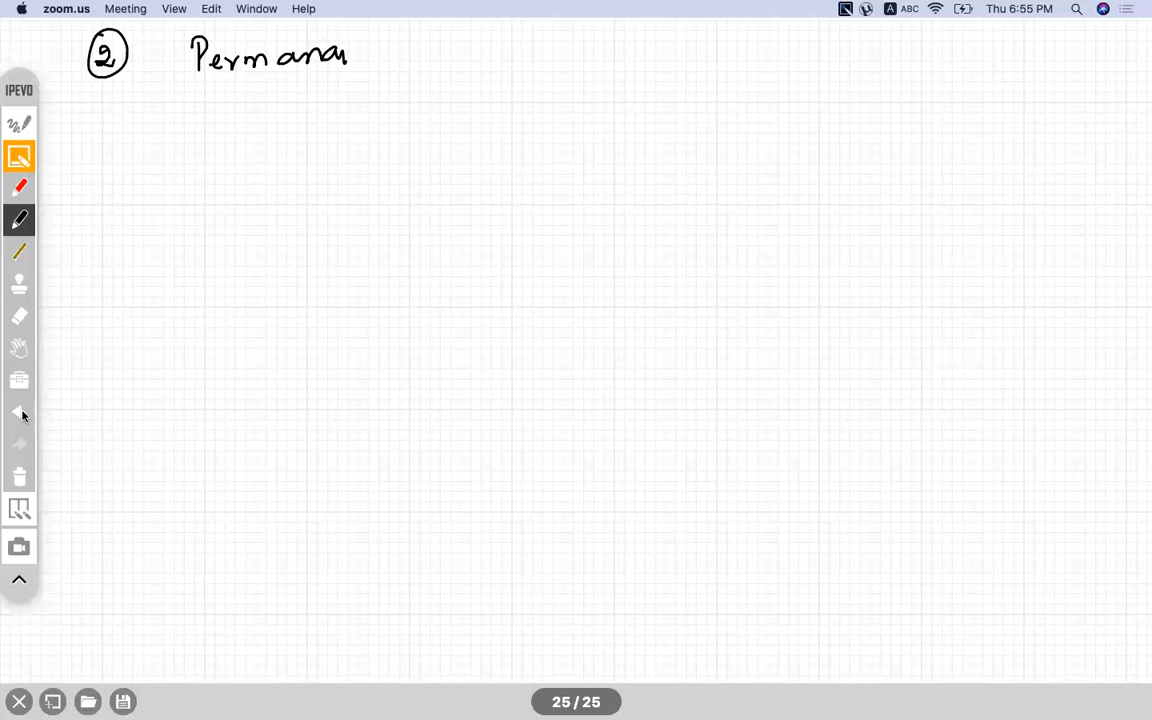 zoom.us Meeting View Edit Window Help A ABC Thu 6:55 PM
② Permanan
IPEVO
25 / 25